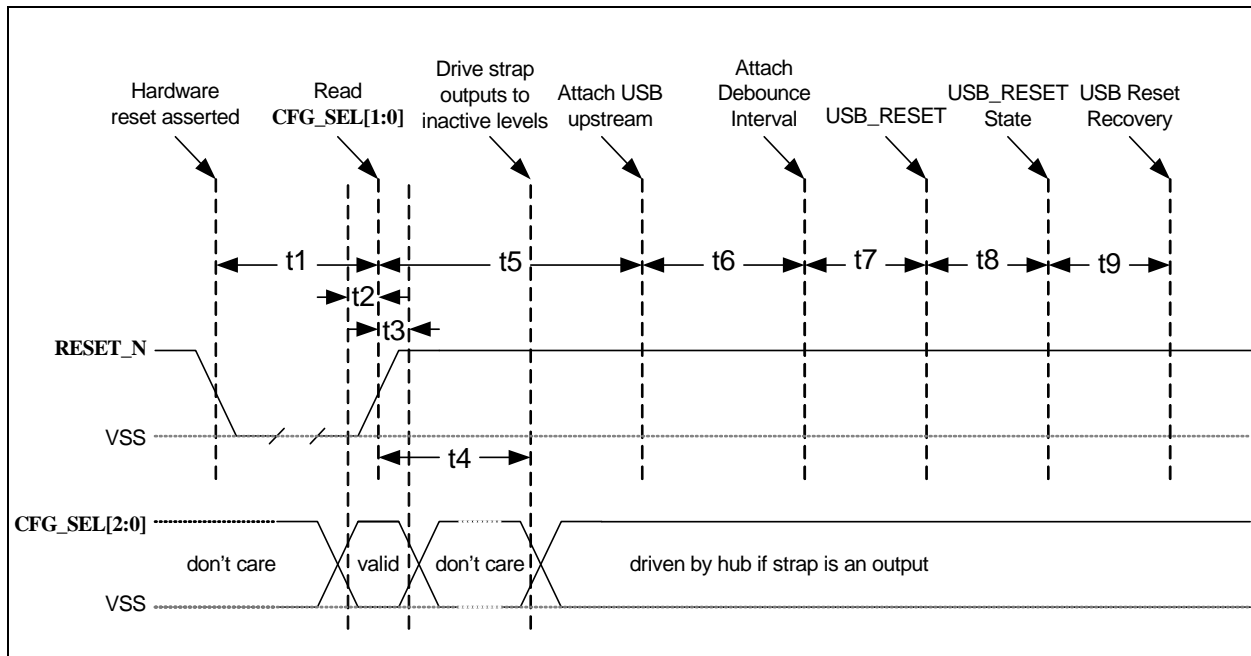 Hardware
reset asserted
Read
CFG_SEL[1:0]
Drive strap
outputs to
inactive levels
Attach USB
upstream
Attach
Debounce
Interval
USB_RESET
USB_RESET
State
USB Reset
Recovery
t1
t5
t6
t7
t8
t9
t2
t3
RESET_N
VSS
t4
CFG_SEL[2:0]
don't care
valid
don't care
driven by hub if strap is an output
VSS